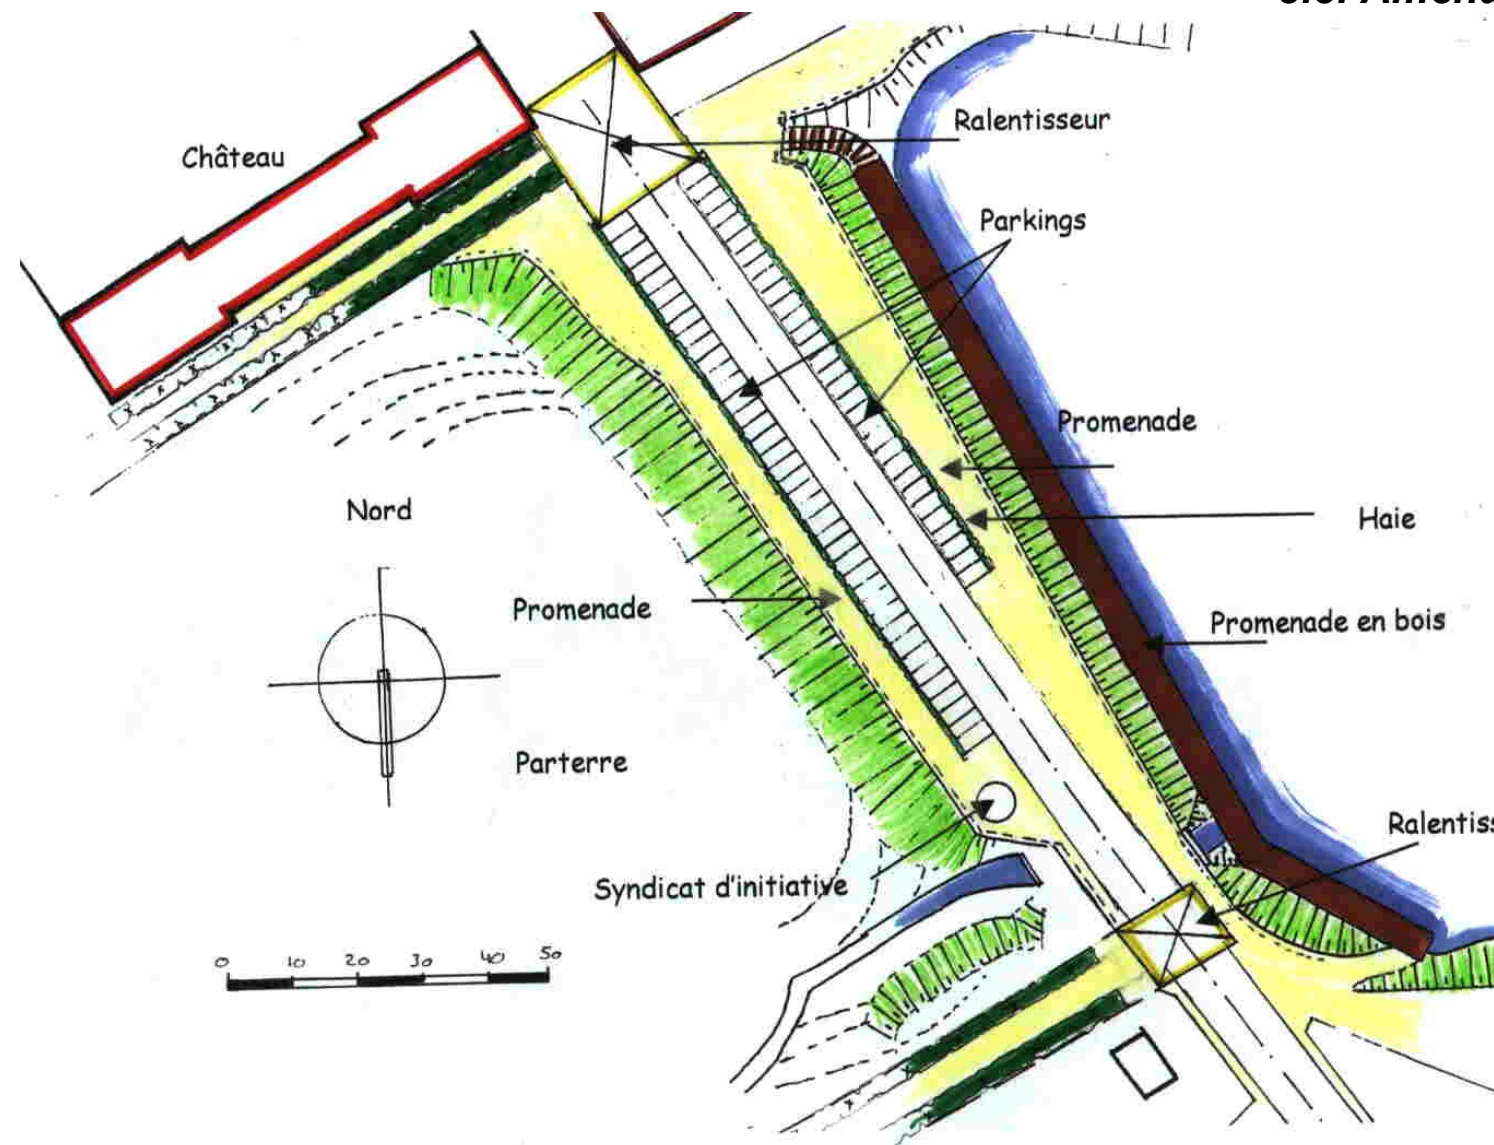 Ralentisseur
Château
Parkings
Promenade
Nord
Haie
Promenade
Promenade en bois
Parterre
Syndicat d'initiative
0 10 20 30 40 50